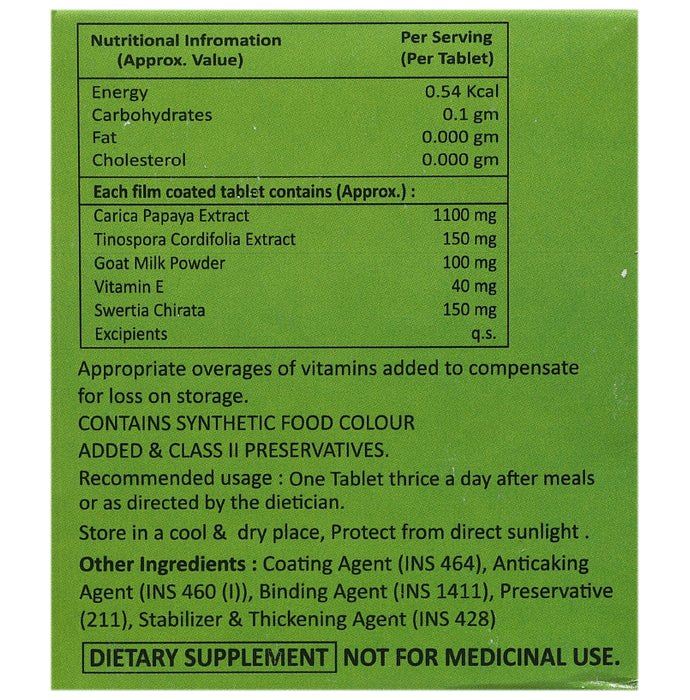 Nutritional Infromation Per Serving
(Approx. Value) (Per Tablet)
Energy 0.54 Kcal
Carbohydrates 0.1 gm
Fat 0.000 gm
Cholesterol 0.000 gm
Each film coated tablet contains (Approx.) :
Carica Papaya Extract 1100 mg
Tinospora Cordifolia Extract 150 mg
Goat Milk Powder 100 mg
Vitamin E 40 mg
Swertia Chirata 150 mg
Excipients q.s.
Appropriate overages of vitamins added to compensate
for loss on storage.
CONTAINS SYNTHETIC FOOD COLOUR
ADDED & CLASS II PRESERVATIVES.
Recommended usage : One Tablet thrice a day after meals
or as directed by the dietician.
Store in a cool & dry place, Protect from direct sunlight .
Other Ingredients : Coating Agent (INS 464), Anticaking
Agent (INS 460 (I)), Binding Agent (INS 1411), Preservative
(211), Stabilizer & Thickening Agent (INS 428)
DIETARY SUPPLEMENT NOT FOR MEDICINAL USE.